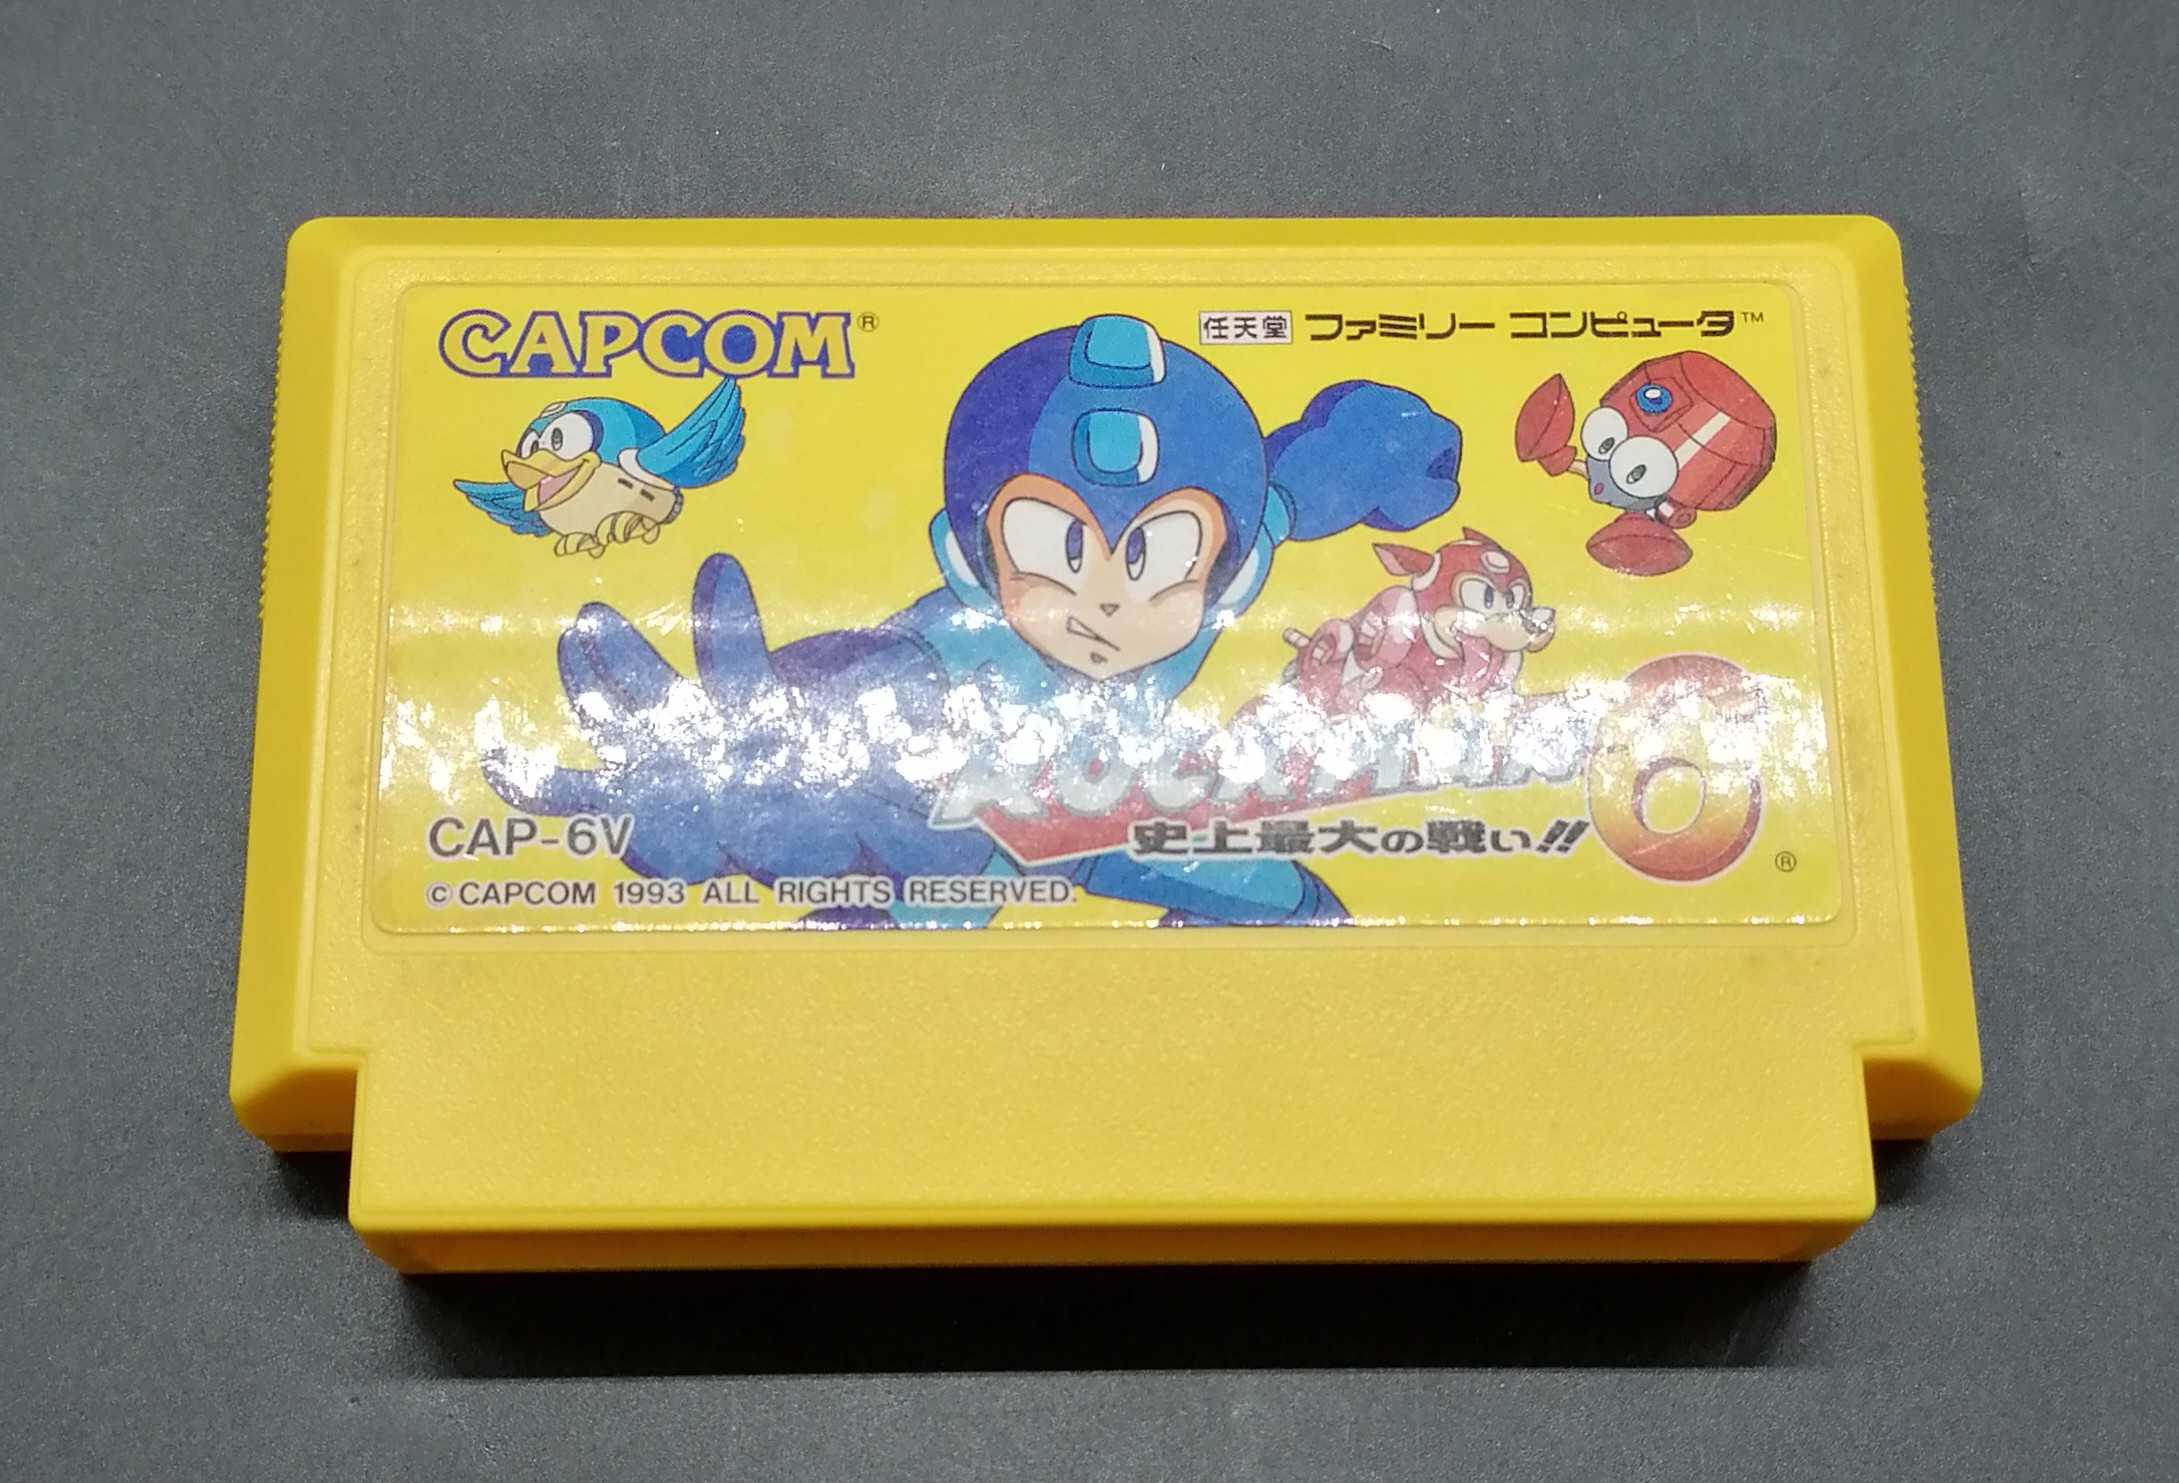 CAPCOM®
任天堂 ファミリー コンピュータ™
ROCKMAN 6
史上最大の戦い!!
®
CAP-6V
©CAPCOM 1993 ALL RIGHTS RESERVED.